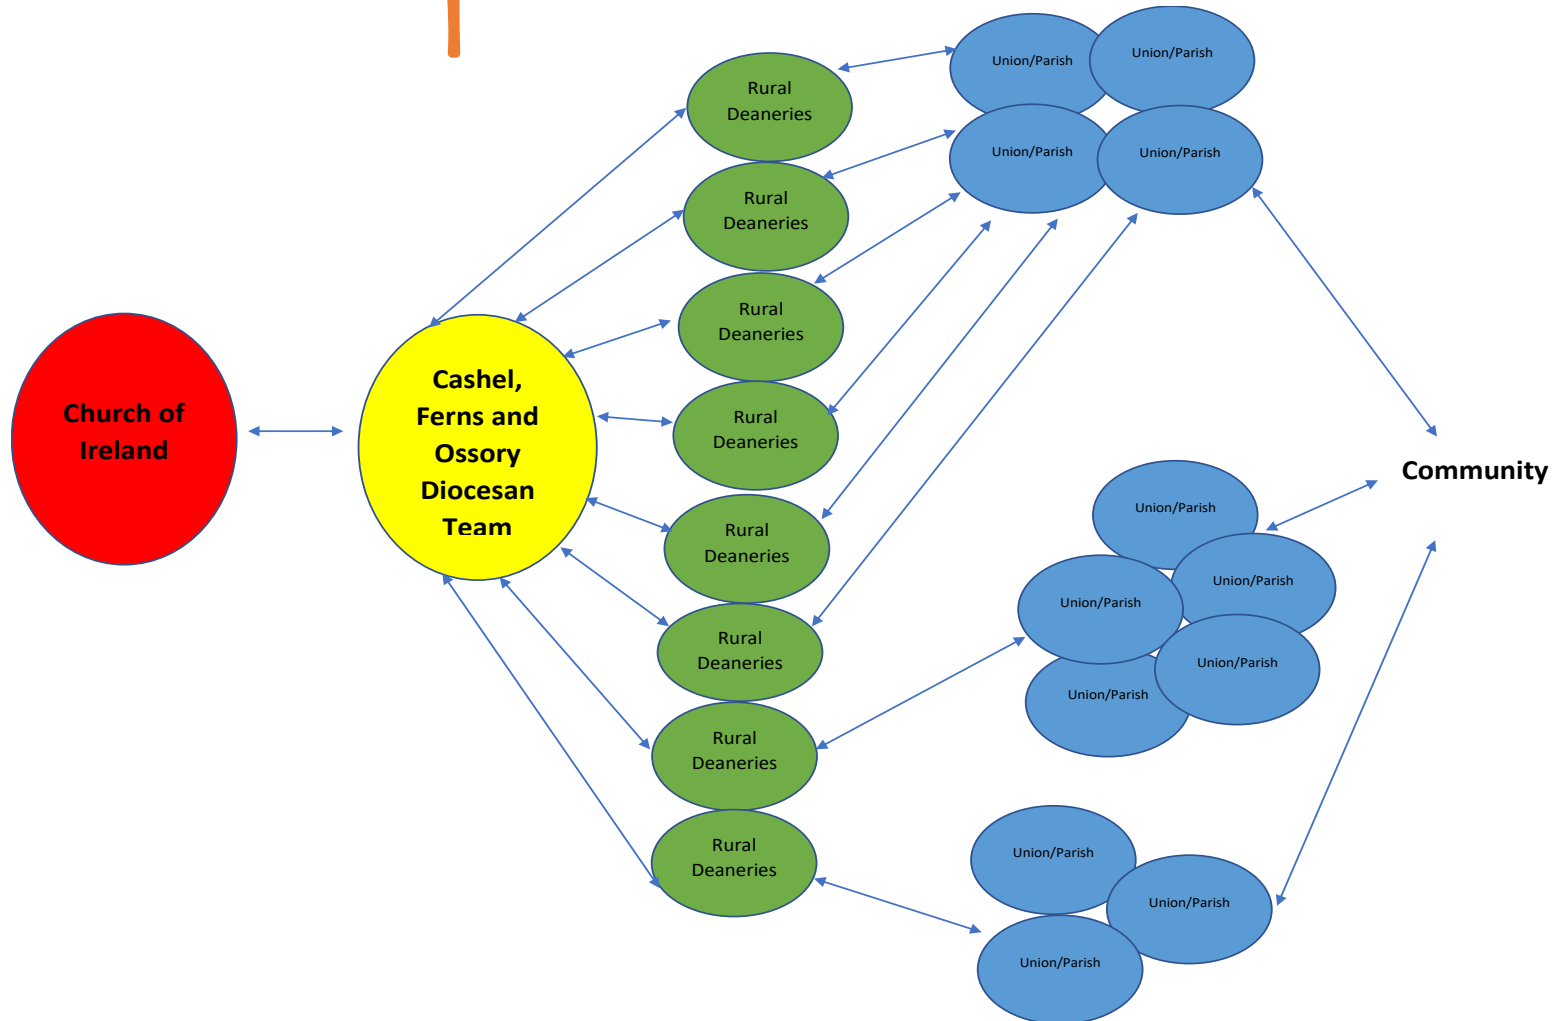 Church of
Ireland
Cashel,
Ferns and
Ossory
Diocesan
Team
Rural
Deaneries
Rural
Deaneries
Rural
Deaneries
Rural
Deaneries
Rural
Deaneries
Rural
Deaneries
Rural
Deaneries
Rural
Deaneries
Union/Parish
Union/Parish
Union/Parish
Union/Parish
Union/Parish
Union/Parish
Union/Parish
Union/Parish
Union/Parish
Union/Parish
Union/Parish
Union/Parish
Community